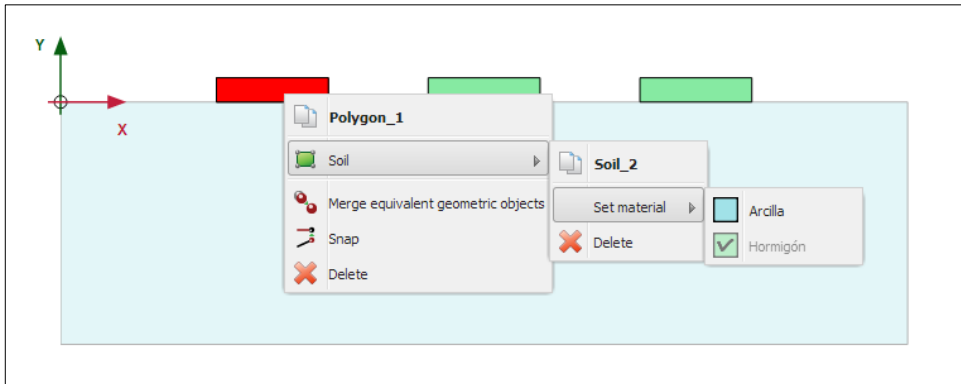 Y
X
Polygon_1
Soil
Soil_2
Merge equivalent geometric objects
Set material
Arcilla
Snap
Delete
Hormigón
Delete